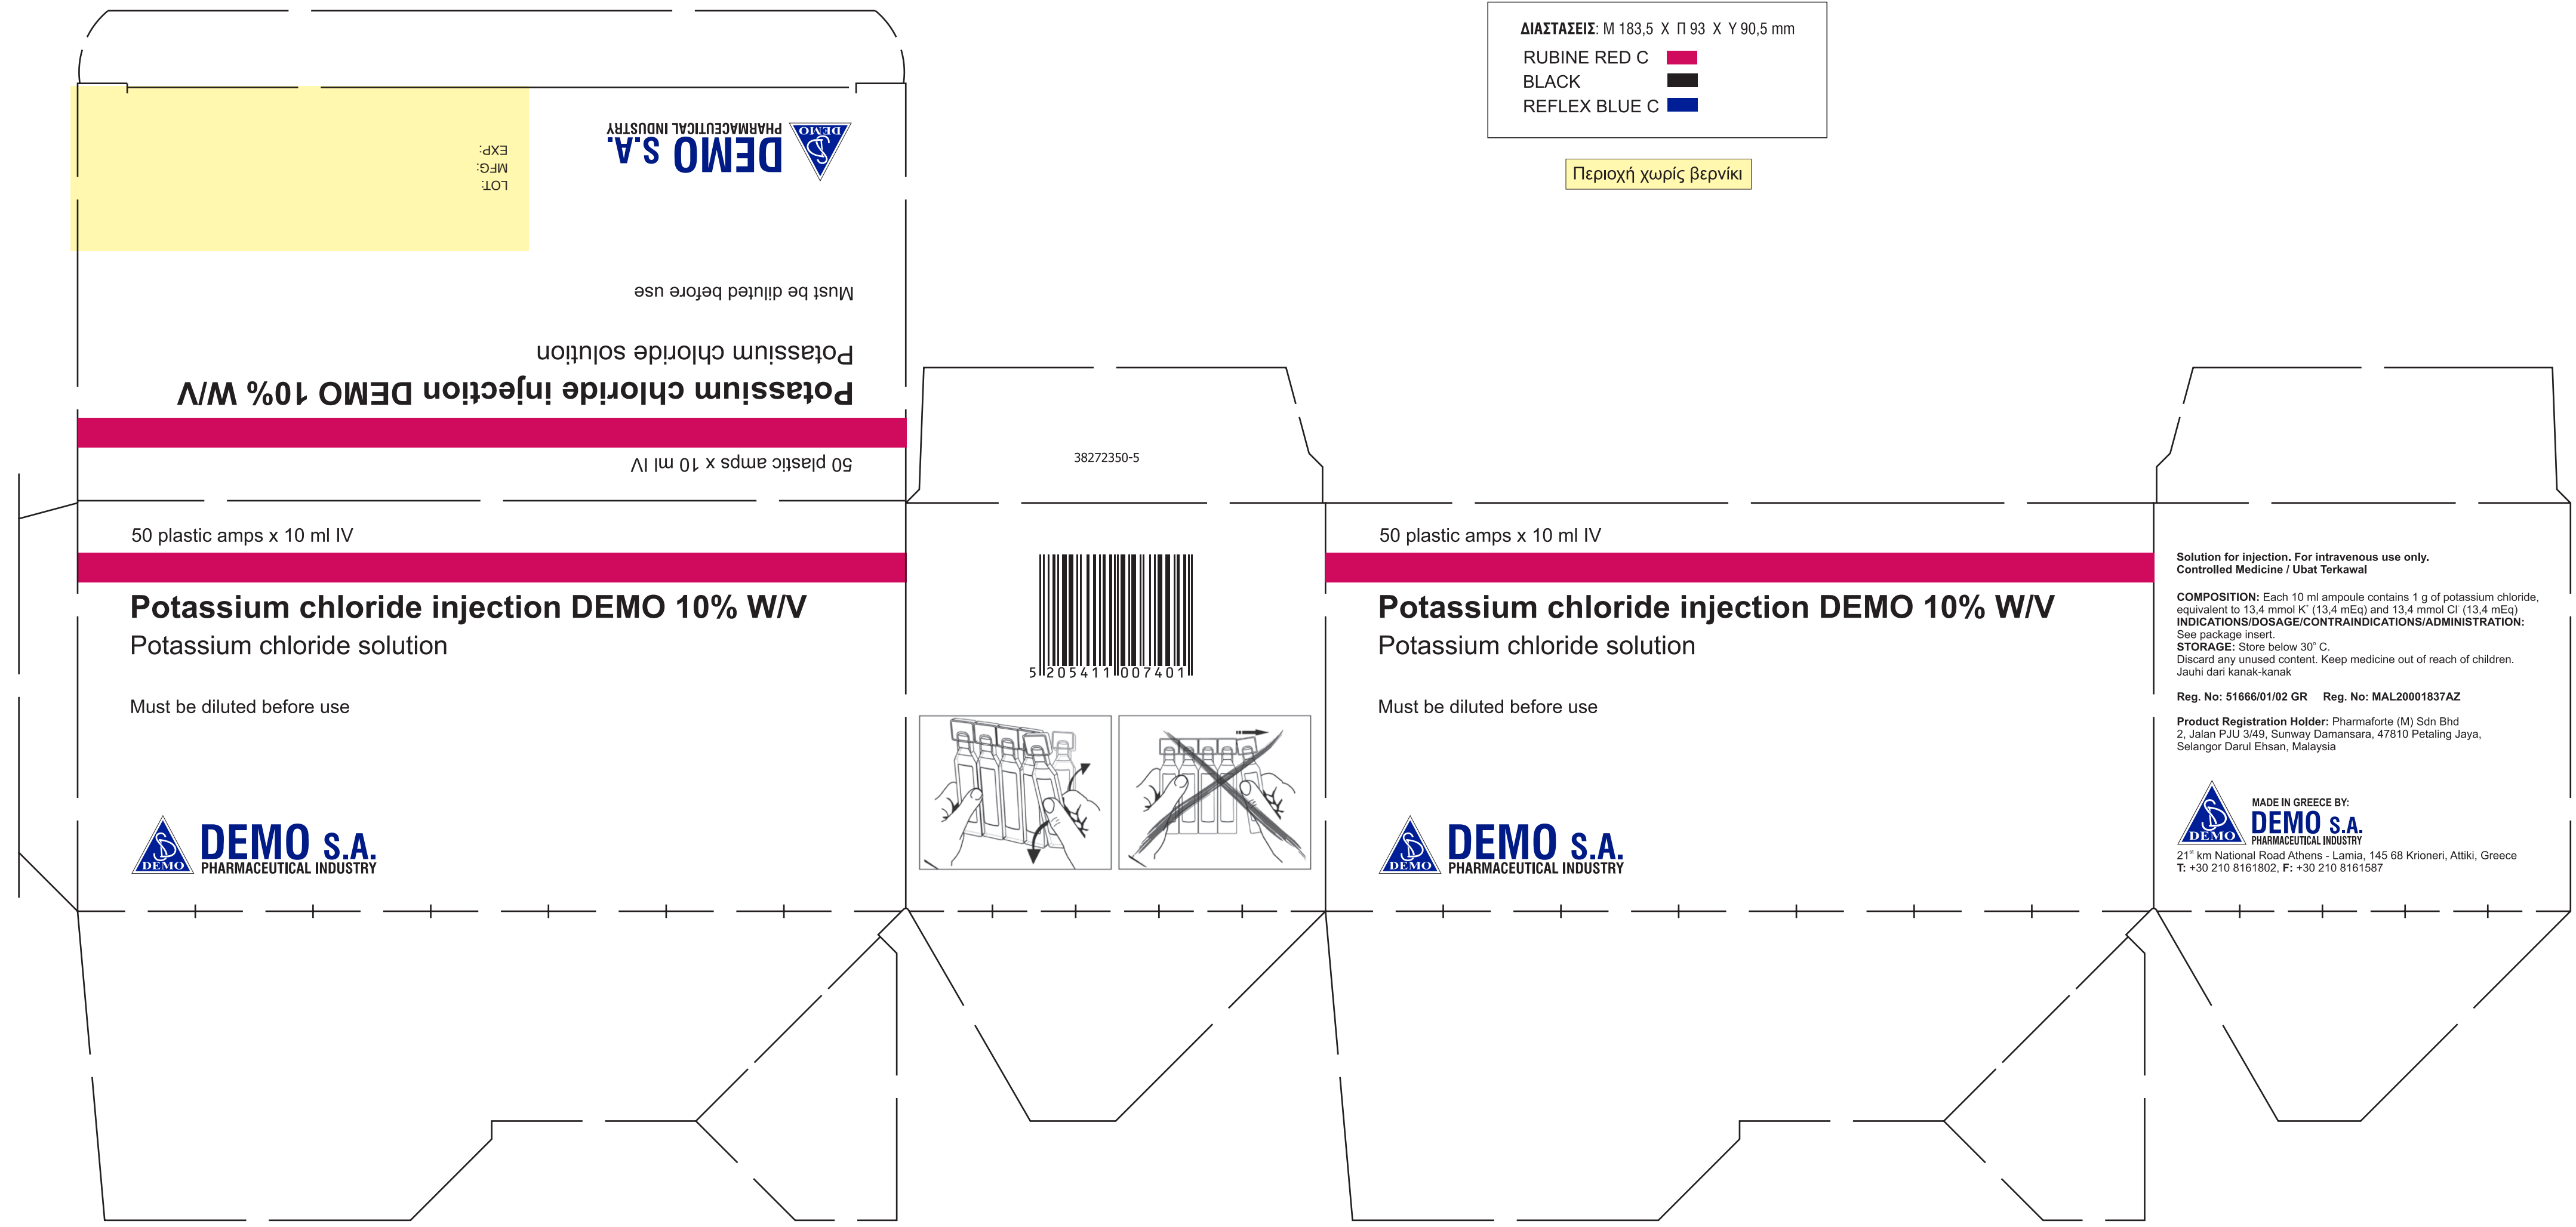 ΔΙΑΣΤΑΣΕΙΣ: Μ 183,5 Χ Π 93 Χ Υ 90,5 mm
RUBINE RED C
BLACK
REFLEX BLUE C
Περιοχή χωρίς βερνίκι
50 plastic amps x 10 ml IV
Potassium chloride injection DEMO 10% W/V
Potassium chloride solution
Must be diluted before use
LOT:
MFG:
EXP:
DEMO
DEMO S.A.
PHARMACEUTICAL INDUSTRY
38272350-5
50 plastic amps x 10 ml IV
Potassium chloride injection DEMO 10% W/V
Potassium chloride solution
Must be diluted before use
DEMO
DEMO S.A.
PHARMACEUTICAL INDUSTRY
5 205411 007401
50 plastic amps x 10 ml IV
Potassium chloride injection DEMO 10% W/V
Potassium chloride solution
Must be diluted before use
DEMO
DEMO S.A.
PHARMACEUTICAL INDUSTRY
Solution for injection. For intravenous use only.
Controlled Medicine / Ubat Terkawal
COMPOSITION: Each 10 ml ampoule contains 1 g of potassium chloride,
equivalent to 13,4 mmol K⁺ (13,4 mEq) and 13,4 mmol Cl⁻ (13,4 mEq)
INDICATIONS/DOSAGE/CONTRAINDICATIONS/ADMINISTRATION:
See package insert.
STORAGE: Store below 30° C.
Discard any unused content. Keep medicine out of reach of children.
Jauhi dari kanak-kanak
Reg. No: 51666/01/02 GR Reg. No: MAL20001837AZ
Product Registration Holder: Pharmaforte (M) Sdn Bhd
2, Jalan PJU 3/49, Sunway Damansara, 47810 Petaling Jaya,
Selangor Darul Ehsan, Malaysia
DEMO
MADE IN GREECE BY:
DEMO S.A.
PHARMACEUTICAL INDUSTRY
21st km National Road Athens - Lamia, 145 68 Krioneri, Attiki, Greece
T: +30 210 8161802, F: +30 210 8161587